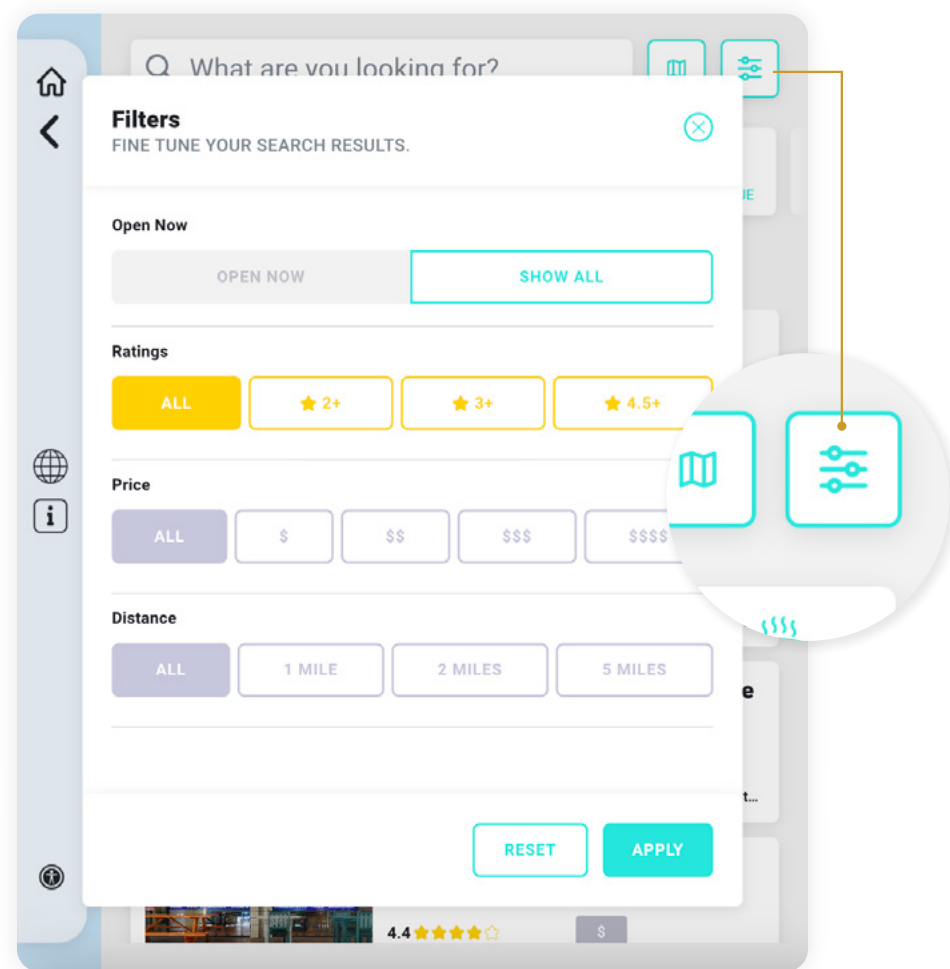 What are you looking for?
Filters
FINE TUNE YOUR SEARCH RESULTS.
Open Now
OPEN NOW
SHOW ALL
Ratings
ALL
2+
3+
4.5+
Price
ALL
$
$$
$$$
$$$$
Distance
ALL
1 MILE
2 MILES
5 MILES
RESET
APPLY
4.4
$